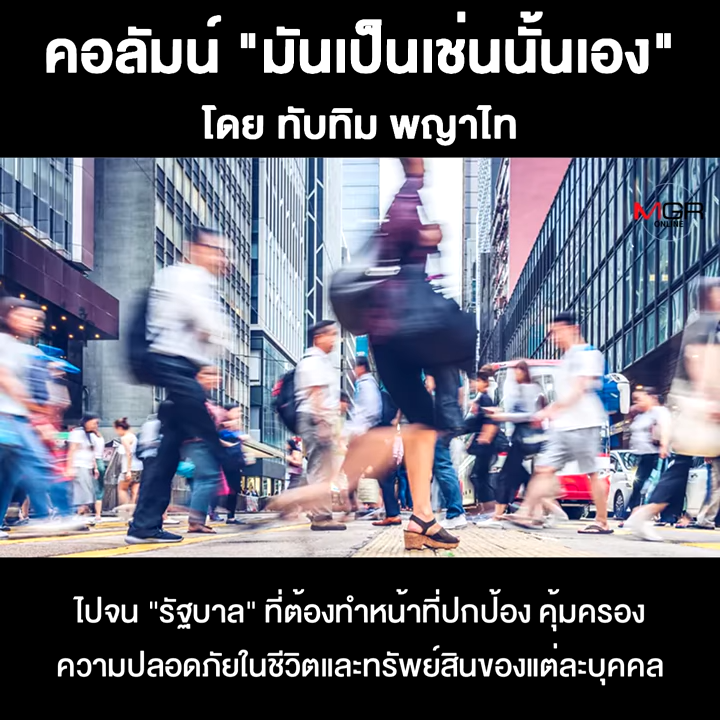 คอลัมน์ "มันเป็นเช่นนั้นเอง"
โดย ทับทิม พญาไท
MGR
ONLINE
ไปจน "รัฐบาล" ที่ต้องทำหน้าที่ปกป้อง คุ้มครอง
ความปลอดภัยในชีวิตและทรัพย์สินของแต่ละบุคคล